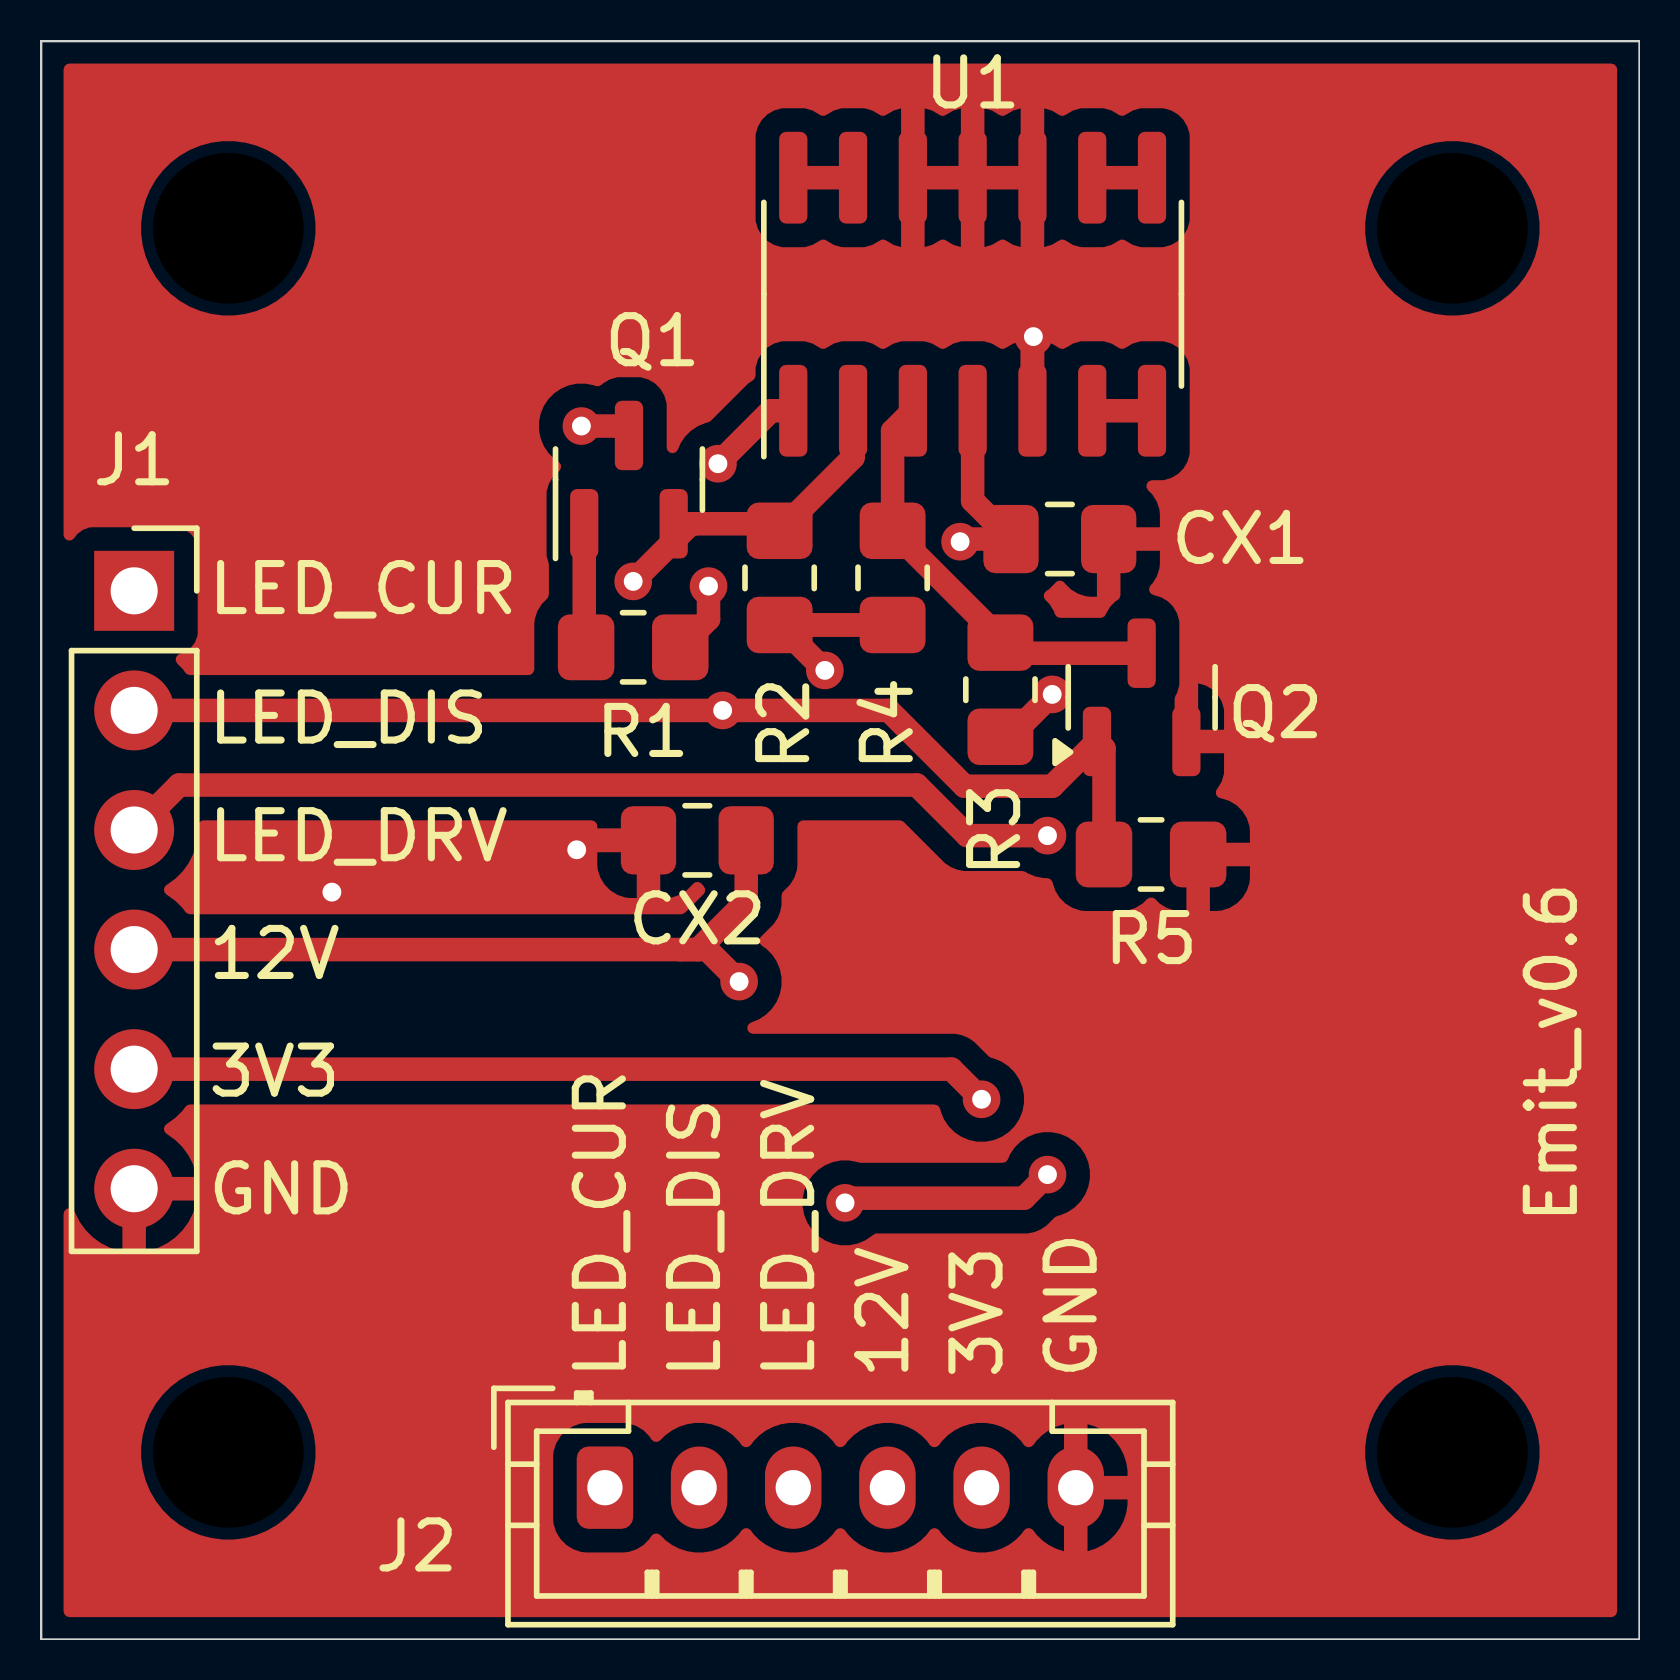 U1
Q1
J1
CX1
LED_CUR
LED_DIS
R1
R2
R4
Q2
LED_DRV
R3
CX2
R5
12V
3V3
GND
Emit_v0.6
LED_CUR
LED_DIS
LED_DRV
12V
3V3
GND
J2